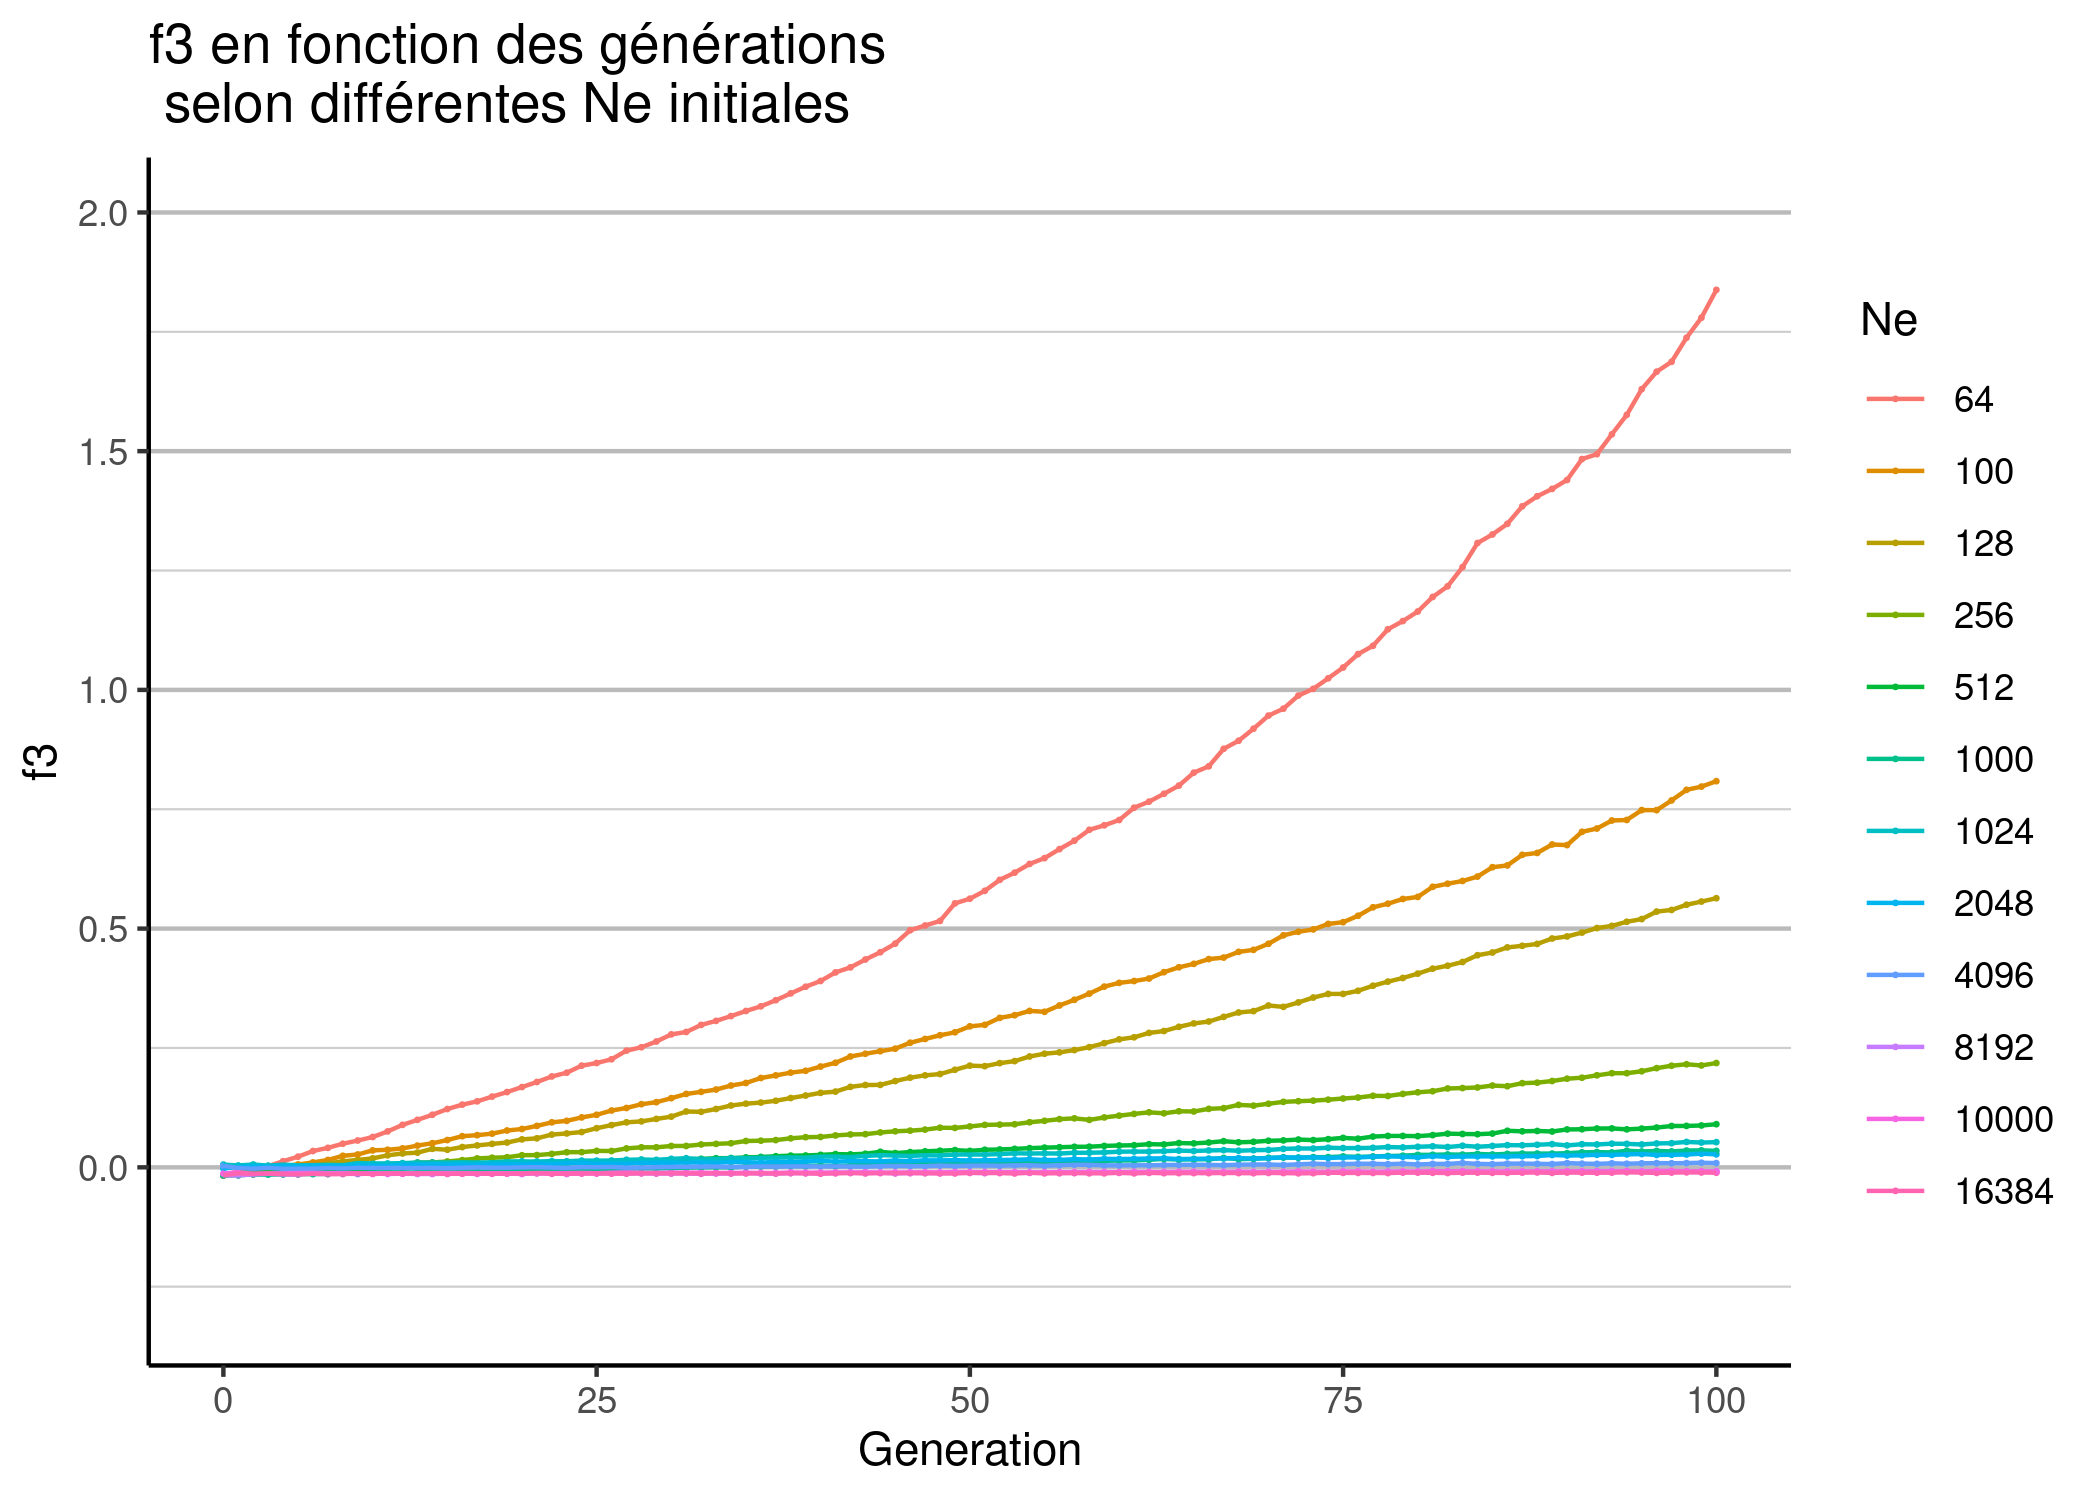 f3 en fonction des générations
selon différentes Ne initiales
2.0
1.5
1.0
0.5
0.0
f3
0 25 50 75 100
Generation
Ne
64
100
128
256
512
1000
1024
2048
4096
8192
10000
16384